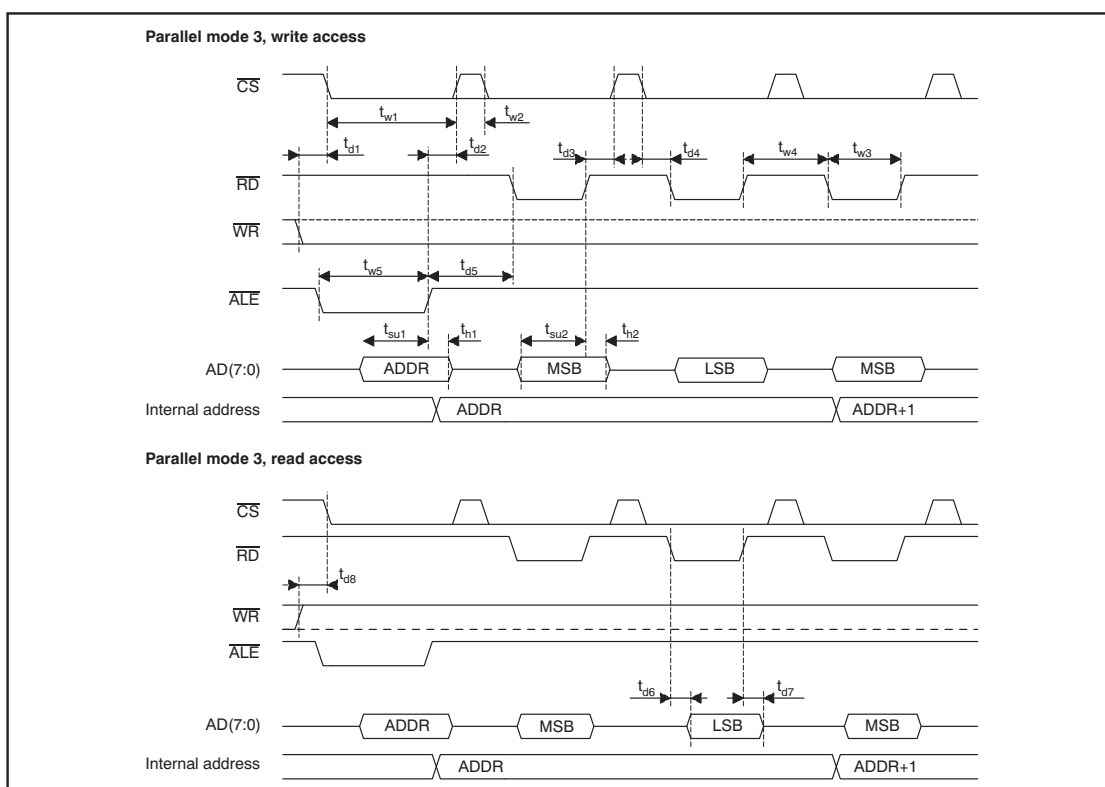 Parallel mode 3, write access
CS
tw1
tw2
td1
td2
td3
td4
tw4
tw3
RD
WR
tw5
td5
ALE
tsu1
th1
tsu2
th2
AD(7:0)
ADDR
MSB
LSB
MSB
Internal address
ADDR
ADDR+1
Parallel mode 3, read access
CS
RD
td8
WR
ALE
td6
td7
AD(7:0)
ADDR
MSB
LSB
MSB
Internal address
ADDR
ADDR+1